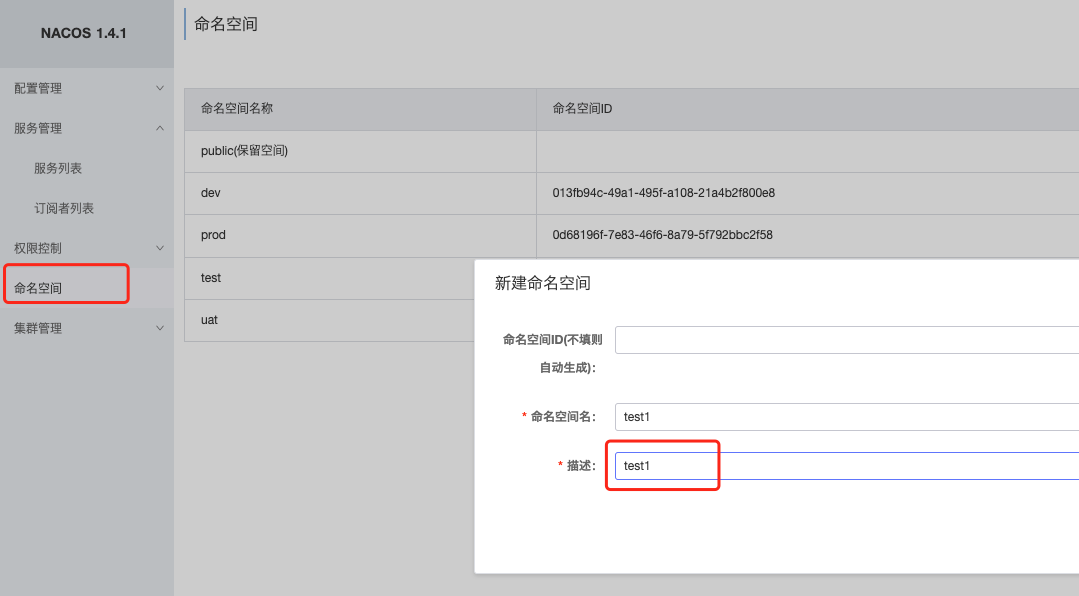 NACOS 1.4.1
配置管理
服务管理
服务列表
订阅者列表
权限控制
命名空间
集群管理
命名空间
命名空间名称 命名空间ID
public(保留空间)
dev 013fb94c-49a1-495f-a108-21a4b2f800e8
prod 0d68196f-7e83-46f6-8a79-5f792bbc2f58
test
uat
新建命名空间
命名空间ID(不填则
自动生成):
* 命名空间名: test1
* 描述: test1